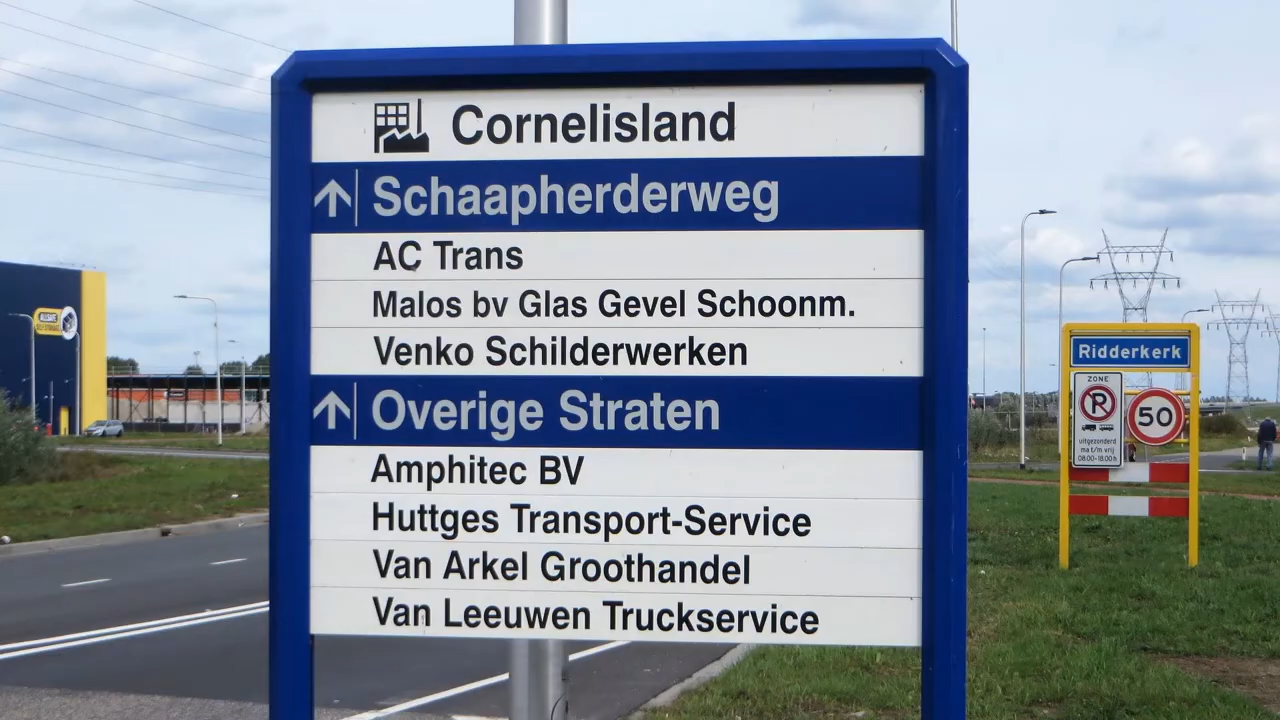 Cornelisland
Schaapherderweg
AC Trans
Malos bv Glas Gevel Schoonm.
Venko Schilderwerken
Overige Straten
Amphitec BV
Huttges Transport-Service
Van Arkel Groothandel
Van Leeuwen Truckservice
Ridderkerk
ZONE
P
50
uitgezonderd
ma t/m vrij
08.00-18.00 h